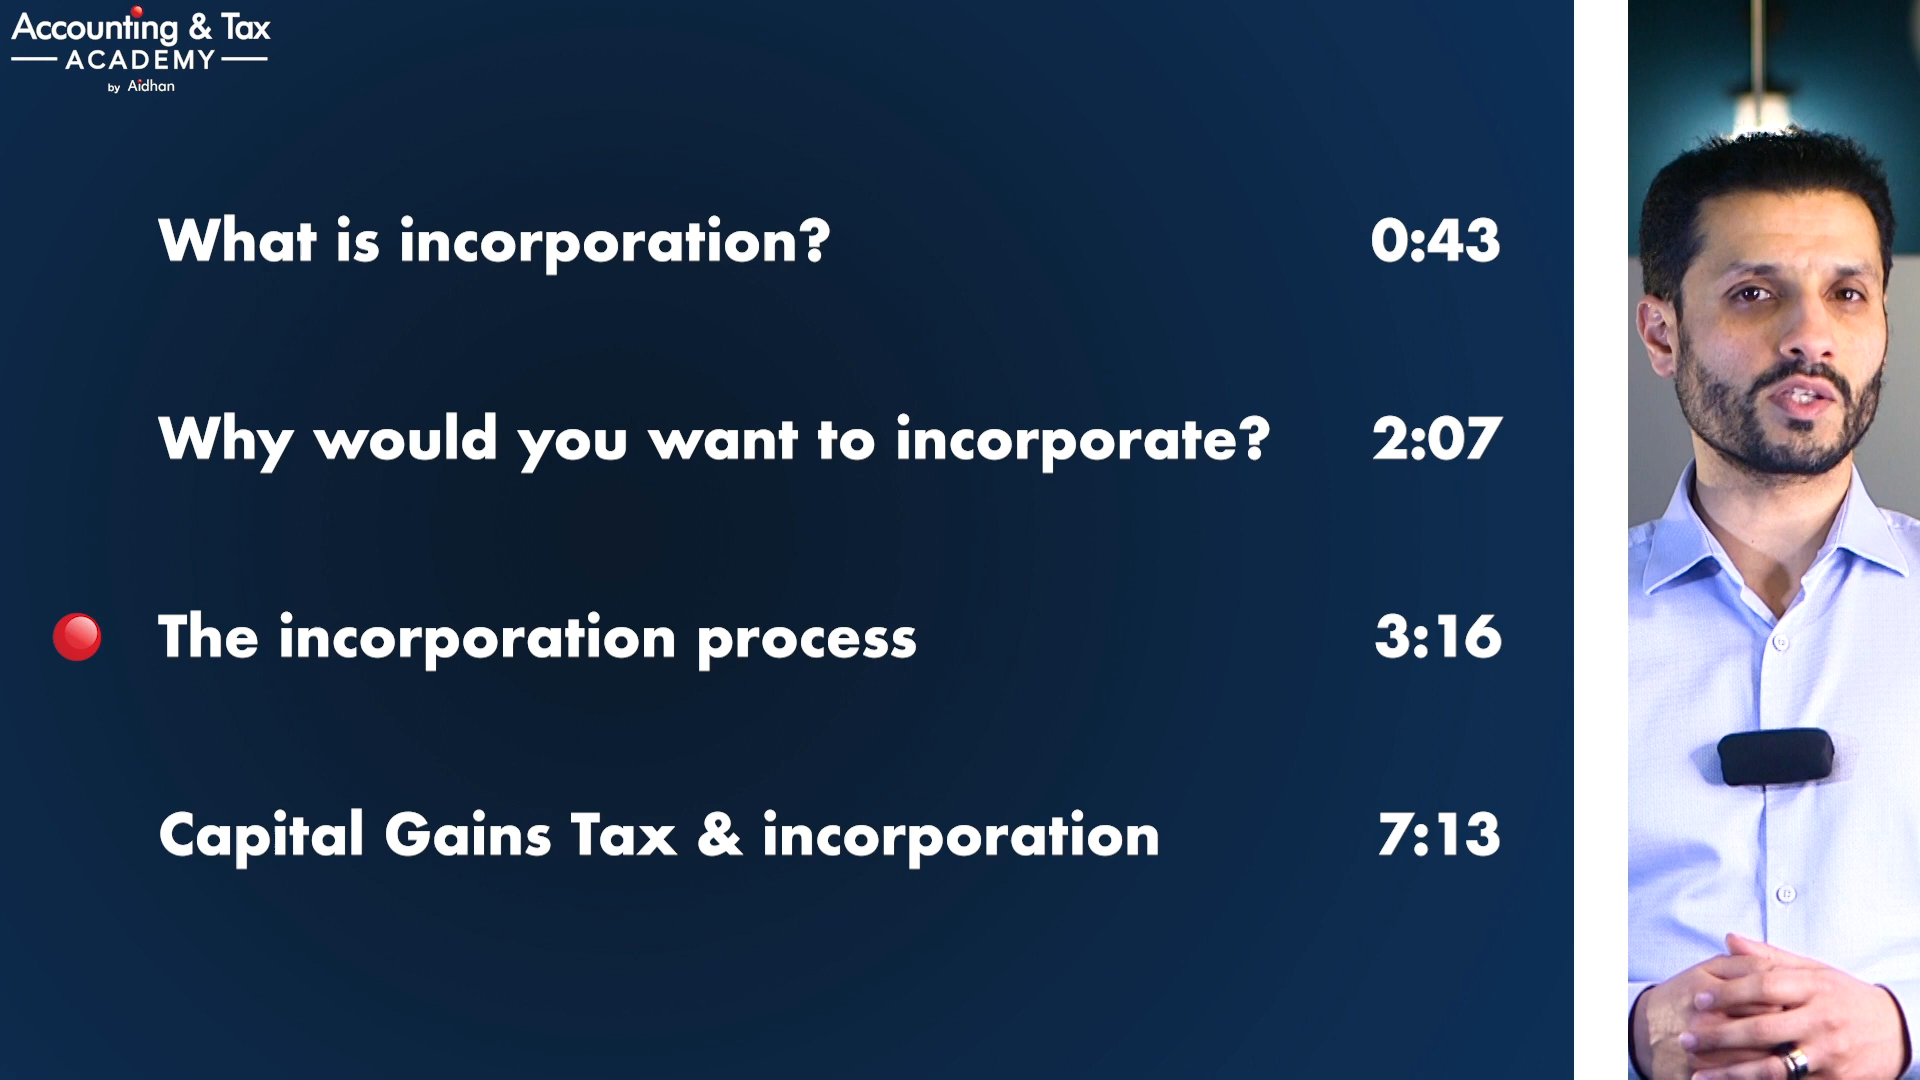 Accounting & Tax
ACADEMY
by Aidhan
What is incorporation? 0:43
Why would you want to incorporate? 2:07
The incorporation process 3:16
Capital Gains Tax & incorporation 7:13